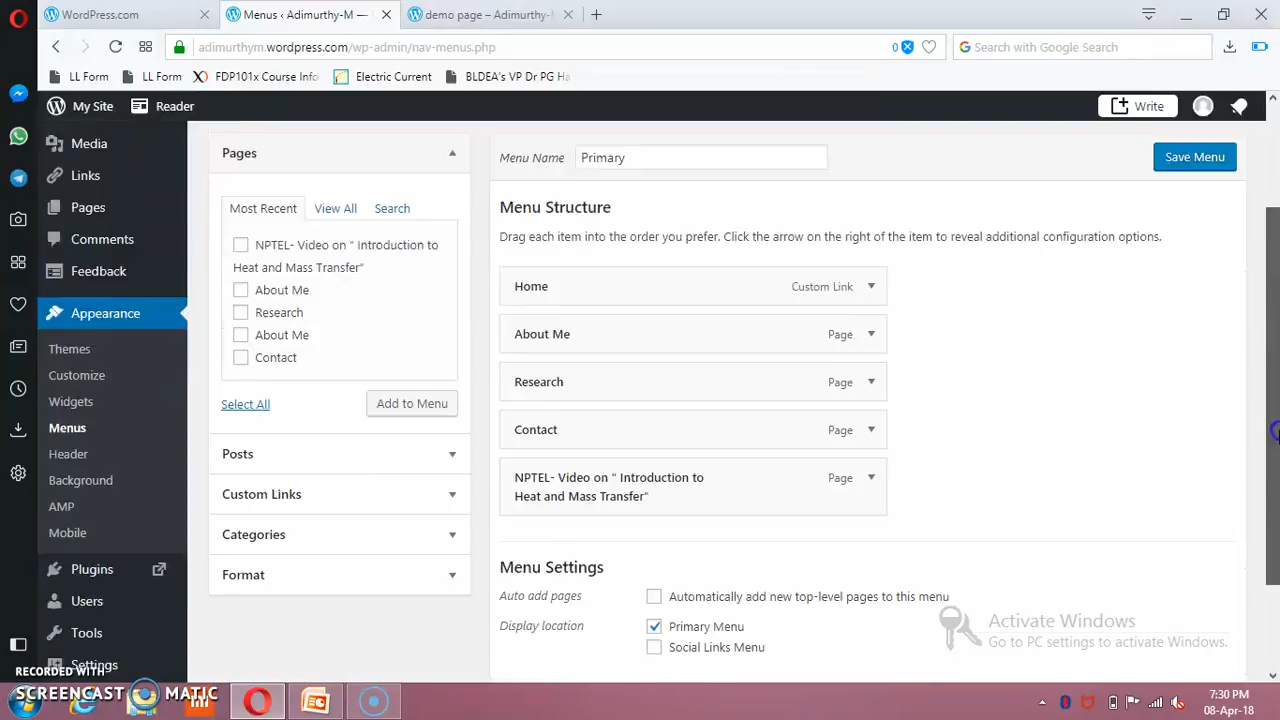 WordPress.com
Menus ‹ Adimurthy-M —
demo page – Adimurthy-
adimurthym.wordpress.com/wp-admin/nav-menus.php
0
Search with Google Search
LL Form
LL Form
FDP101x Course Info
Electric Current
BLDEA's VP Dr PG Ha
My Site
Reader
Write
Media
Links
Pages
Comments
Feedback
Appearance
Themes
Customize
Widgets
Menus
Header
Background
AMP
Mobile
Plugins
Users
Tools
Settings
Pages
Most Recent
View All
Search
NPTEL- Video on “ Introduction to
Heat and Mass Transfer”
About Me
Research
About Me
Contact
Select All
Add to Menu
Posts
Custom Links
Categories
Format
Menu Name
Primary
Save Menu
Menu Structure
Drag each item into the order you prefer. Click the arrow on the right of the item to reveal additional configuration options.
Home Custom Link
About Me Page
Research Page
Contact Page
NPTEL- Video on “ Introduction to Page
Heat and Mass Transfer”
Menu Settings
Auto add pages
Automatically add new top-level pages to this menu
Display location
Primary Menu
Social Links Menu
Activate Windows
Go to PC settings to activate Windows.
RECORDED WITH
SCREENCAST MATIC
7:30 PM
08-Apr-18